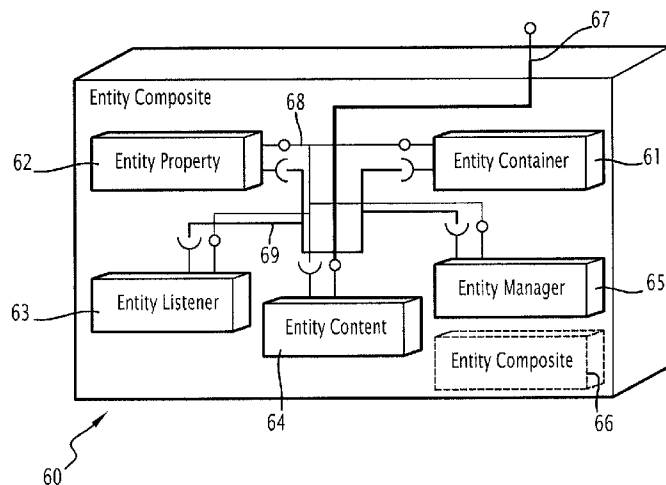 67
Entity Composite
68
62
Entity Property
Entity Container
61
69
63
Entity Listener
Entity Content
Entity Manager
65
Entity Composite
64
66
60